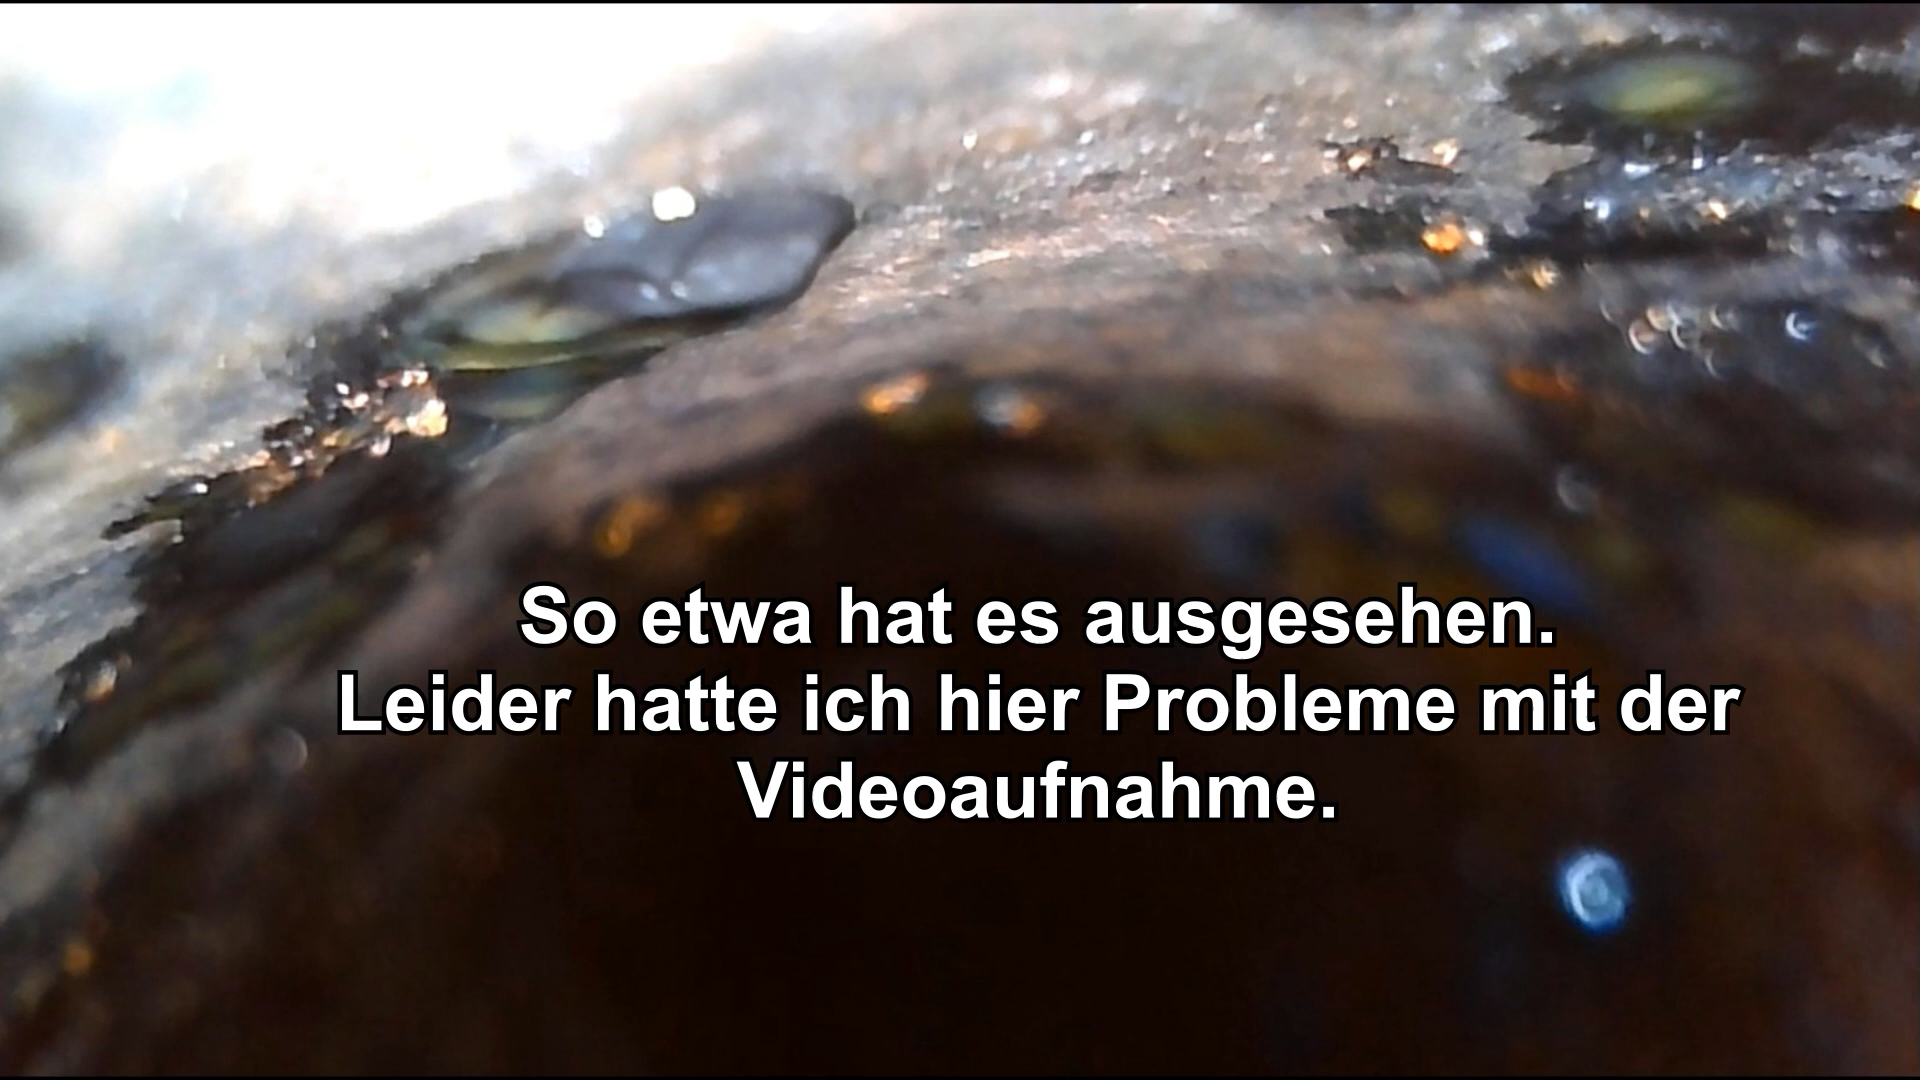 So etwa hat es ausgesehen.
Leider hatte ich hier Probleme mit der
Videoaufnahme.